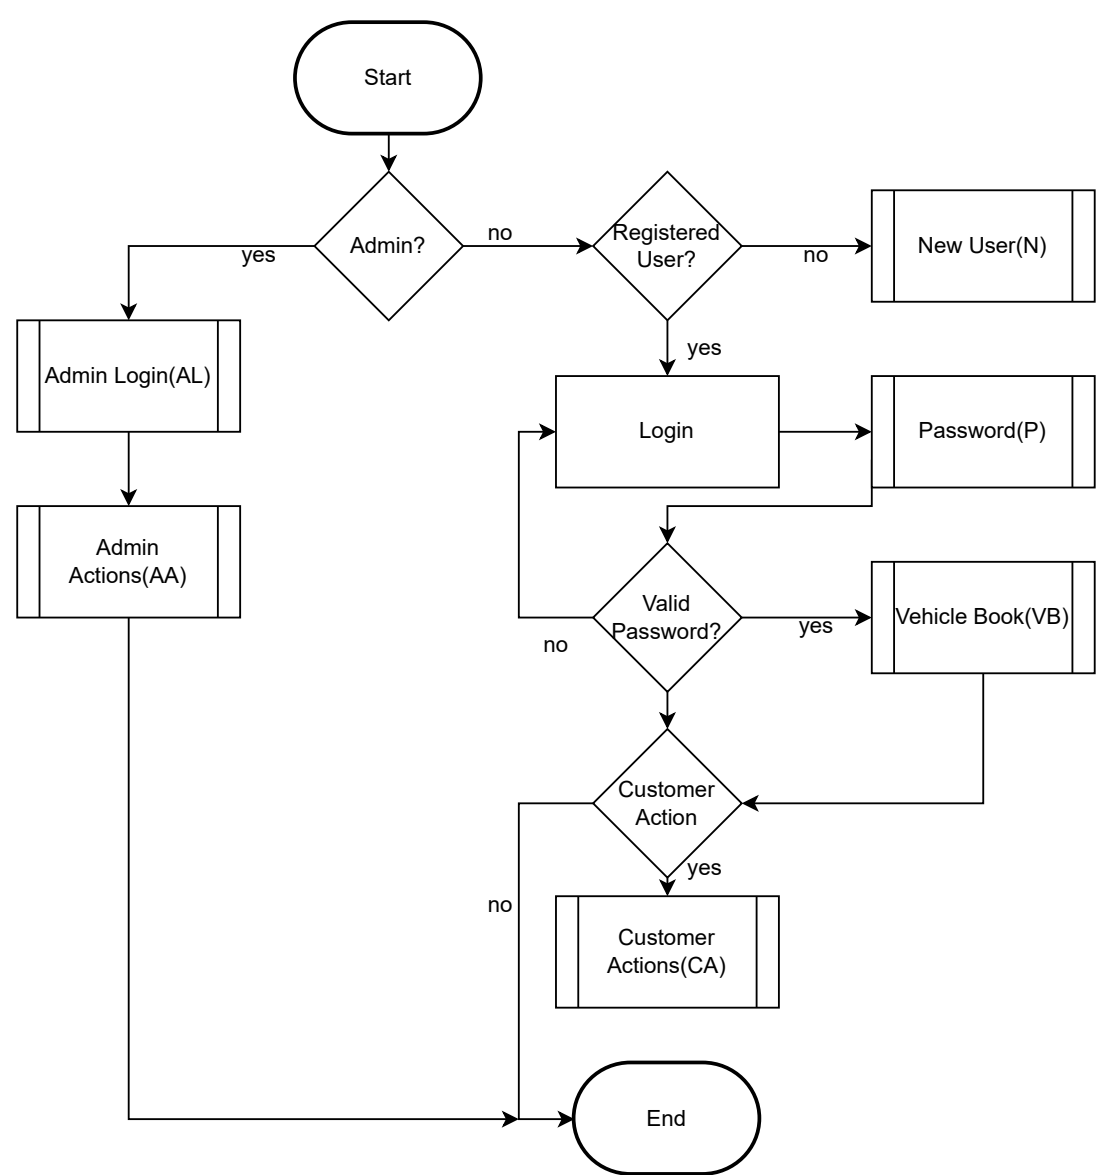 Start
Admin?
yes
no
Registered
User?
no
New User(N)
Admin Login(AL)
yes
Login
Password(P)
Admin
Actions(AA)
Valid
Password?
no
yes
Vehicle Book(VB)
Customer
Action
yes
no
Customer
Actions(CA)
End